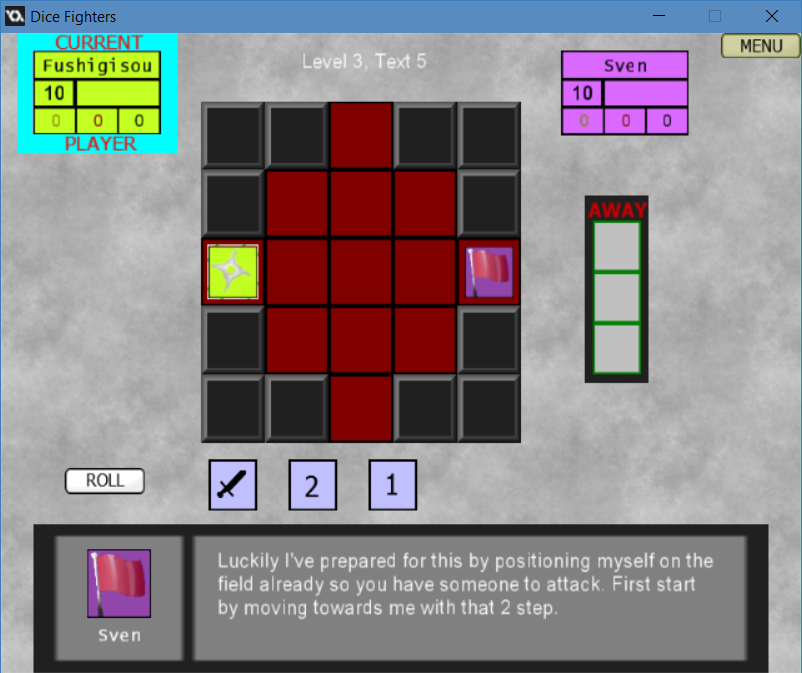 Dice Fighters
CURRENT
Fushigisou
10
0 0 0
PLAYER
Level 3, Text 5
Sven
10
0 0 0
MENU
AWAY
ROLL
2
1
Luckily I've prepared for this by positioning myself on the
field already so you have someone to attack. First start
by moving towards me with that 2 step.
Sven